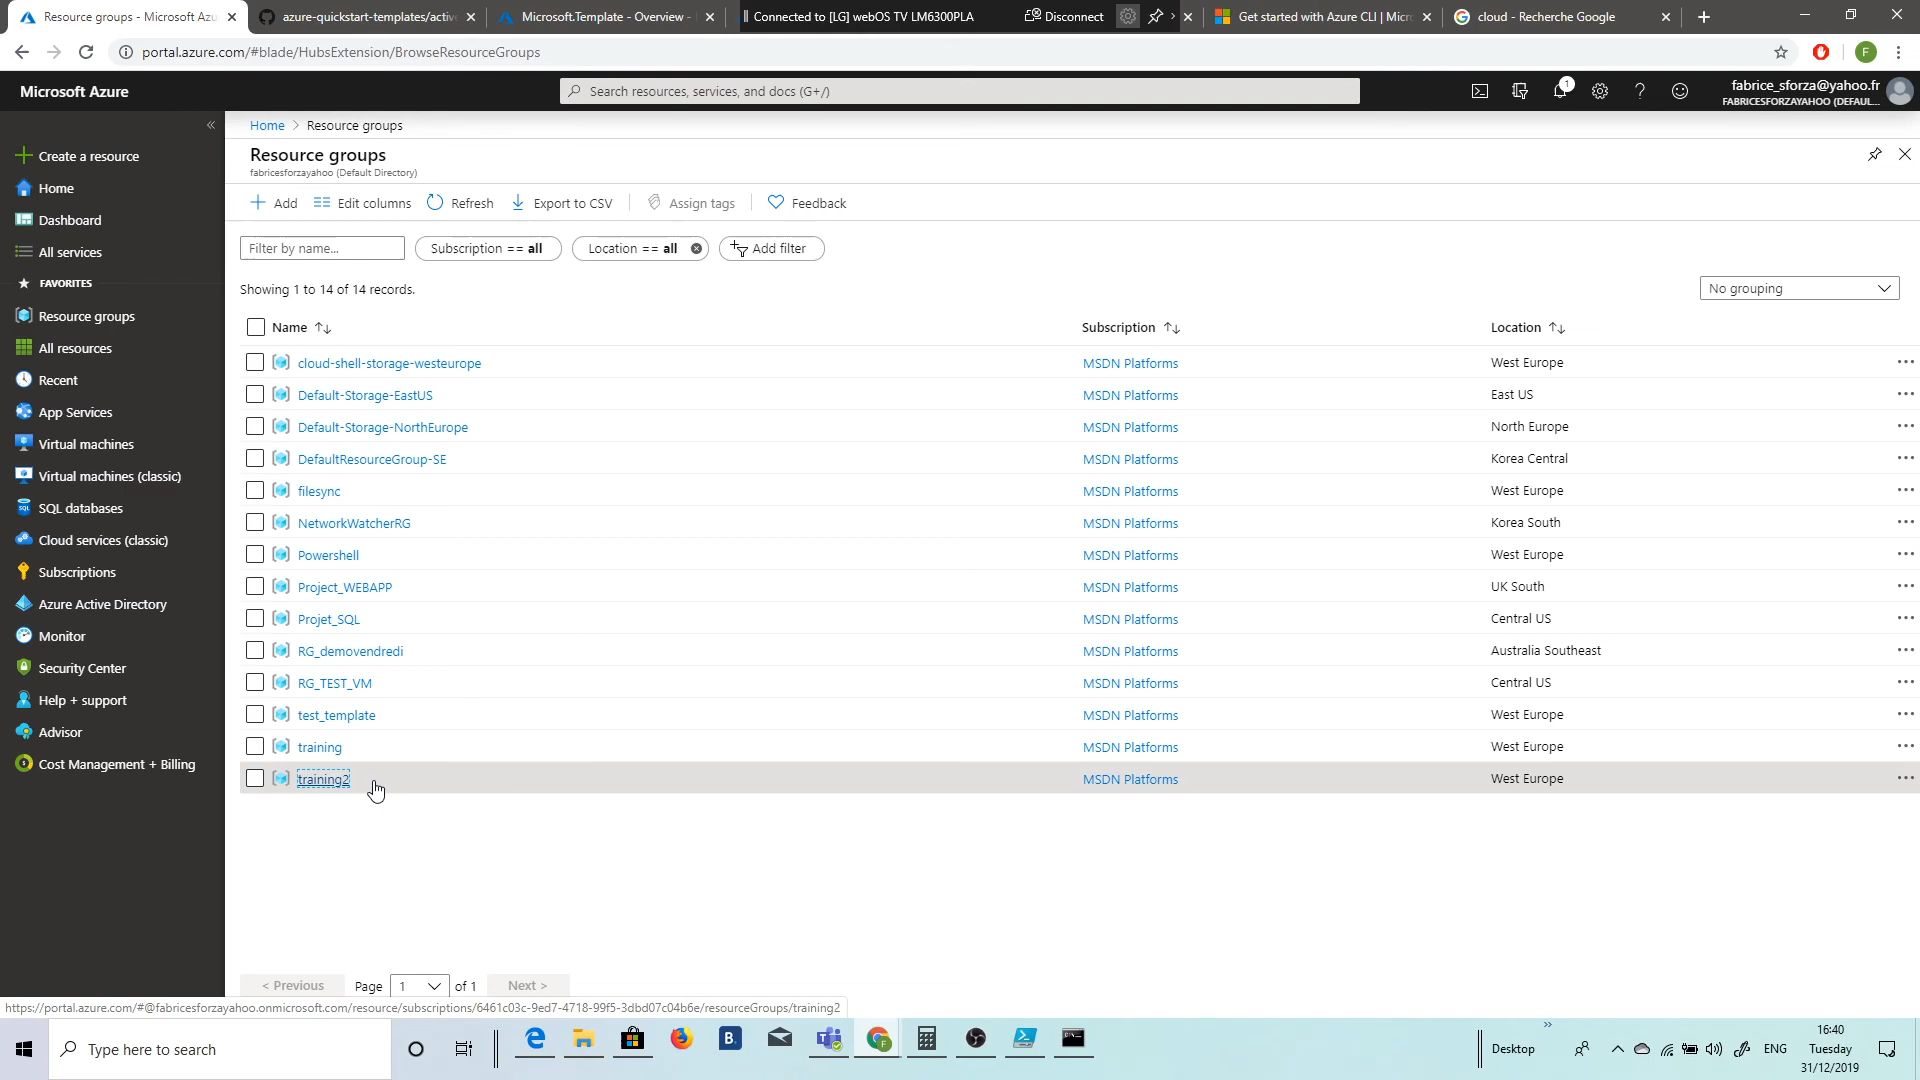 Resource groups - Microsoft Azu
azure-quickstart-templates/active
Microsoft.Template - Overview -
Connected to [LG] webOS TV LM6300PLA
Disconnect
Get started with Azure CLI | Micr
cloud - Recherche Google
portal.azure.com/#blade/HubsExtension/BrowseResourceGroups
F
Microsoft Azure
Search resources, services, and docs (G+/)
1
fabrice_sforza@yahoo.fr
FABRICESFORZAYAHOO (DEFAUL...
Home > Resource groups
Resource groups
fabricesforzayahoo (Default Directory)
Add
Edit columns
Refresh
Export to CSV
Assign tags
Feedback
Filter by name...
Subscription == all
Location == all
Add filter
Showing 1 to 14 of 14 records.
No grouping
Create a resource
Home
Dashboard
All services
FAVORITES
Resource groups
All resources
Recent
App Services
Virtual machines
Virtual machines (classic)
SQL databases
Cloud services (classic)
Subscriptions
Azure Active Directory
Monitor
Security Center
Help + support
Advisor
Cost Management + Billing
Name Subscription Location
cloud-shell-storage-westeurope MSDN Platforms West Europe
Default-Storage-EastUS MSDN Platforms East US
Default-Storage-NorthEurope MSDN Platforms North Europe
DefaultResourceGroup-SE MSDN Platforms Korea Central
filesync MSDN Platforms West Europe
NetworkWatcherRG MSDN Platforms Korea South
Powershell MSDN Platforms West Europe
Project_WEBAPP MSDN Platforms UK South
Projet_SQL MSDN Platforms Central US
RG_demovendredi MSDN Platforms Australia Southeast
RG_TEST_VM MSDN Platforms Central US
test_template MSDN Platforms West Europe
training MSDN Platforms West Europe
training2 MSDN Platforms West Europe
< Previous Page 1 of 1 Next >
https://portal.azure.com/#@fabricesforzayahoo.onmicrosoft.com/resource/subscriptions/6461c03c-9ed7-4718-99f5-3dbd07c04b6e/resourceGroups/training2
Type here to search
B.
F
Desktop
ENG
16:40
Tuesday
31/12/2019